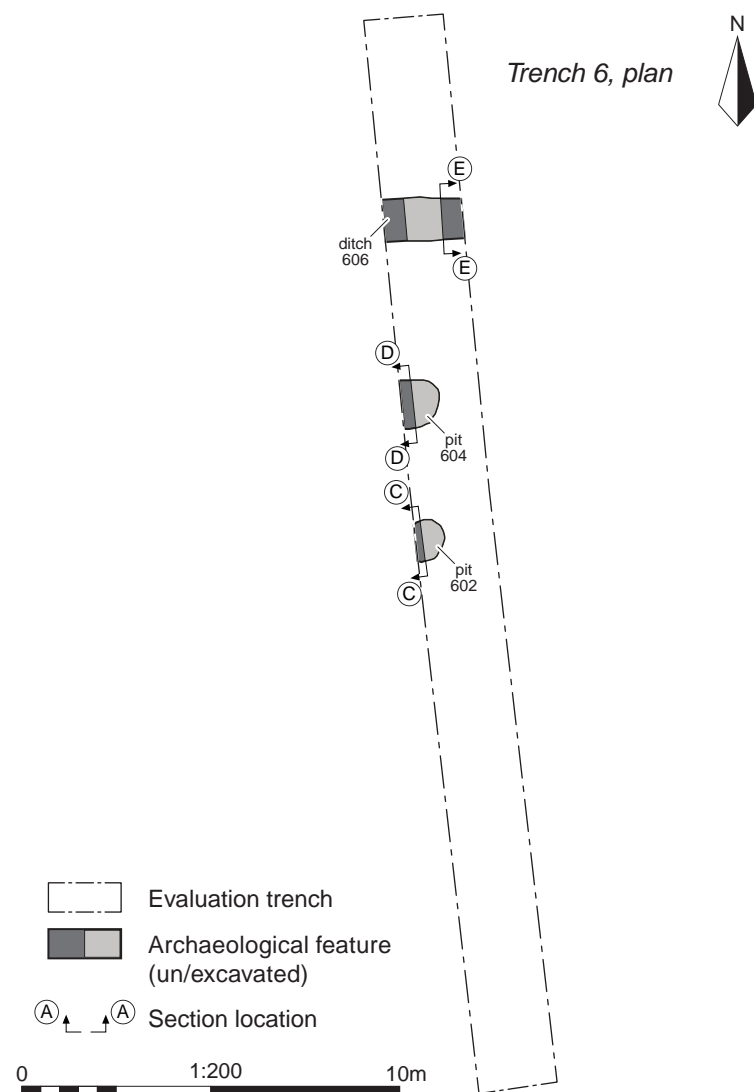 N
Trench 6, plan
E
ditch
606
E
D
pit
604
D
C
pit
602
C
Evaluation trench
Archaeological feature
(un/excavated)
A A Section location
0 1:200 10m